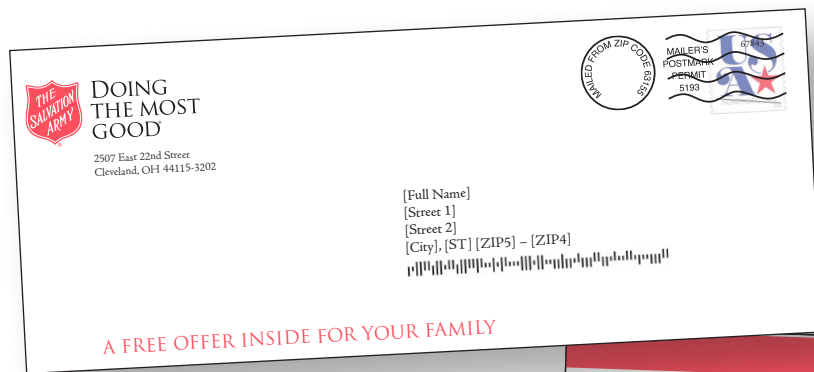 THE
SALVATION
ARMY
DOING
THE MOST
GOOD®
2507 East 22nd Street
Cleveland, OH 44115-3202
MAILED FROM ZIP CODE 63155
MAILER'S
POSTMARK
PERMIT
5193
67843
USA
[Full Name]
[Street 1]
[Street 2]
[City], [ST] [ZIP5] – [ZIP4]
A FREE OFFER INSIDE FOR YOUR FAMILY